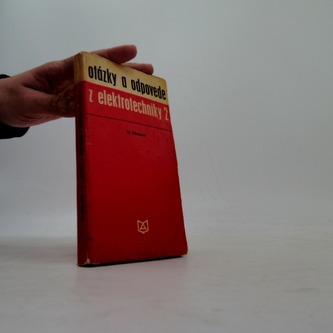 otázky a odpovede
z elektrotechniky 2